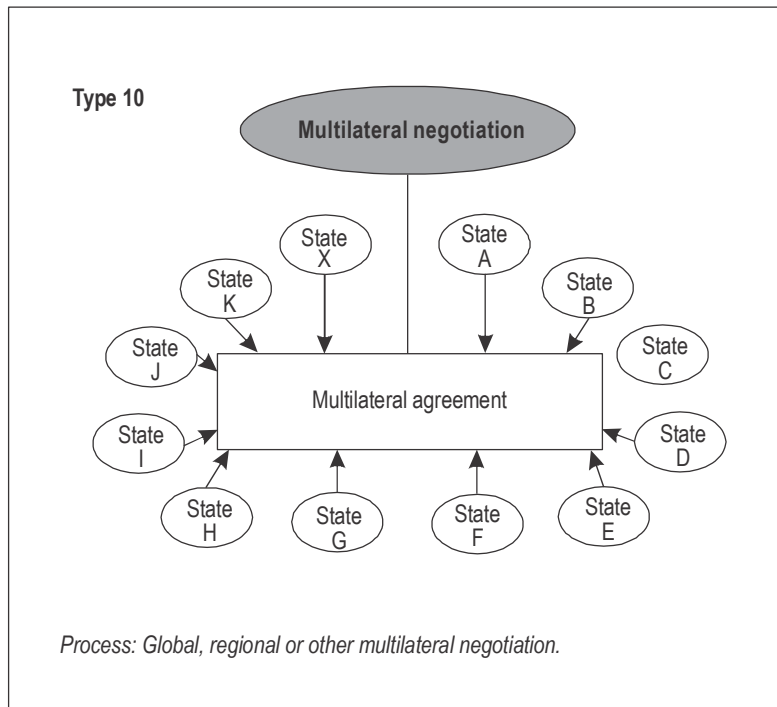 Type 10
Multilateral negotiation
State
X
State
A
State
K
State
B
State
J
State
C
Multilateral agreement
State
I
State
D
State
H
State
G
State
F
State
E
Process: Global, regional or other multilateral negotiation.